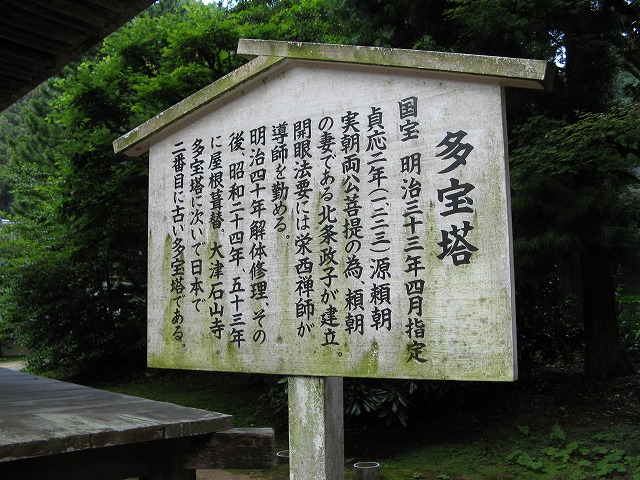 多宝塔
国宝 明治三十三年四月指定
貞応二年(一二二三)源頼朝
実朝両公菩提の為、頼朝
の妻である北条政子が建立。
開眼法要には栄西禅師が
導師を勤める。
明治四十年解体修理、その
後、昭和二十四年、五十三年
に屋根葺替。大津石山寺
多宝塔に次いで日本で
二番目に古い多宝塔である。